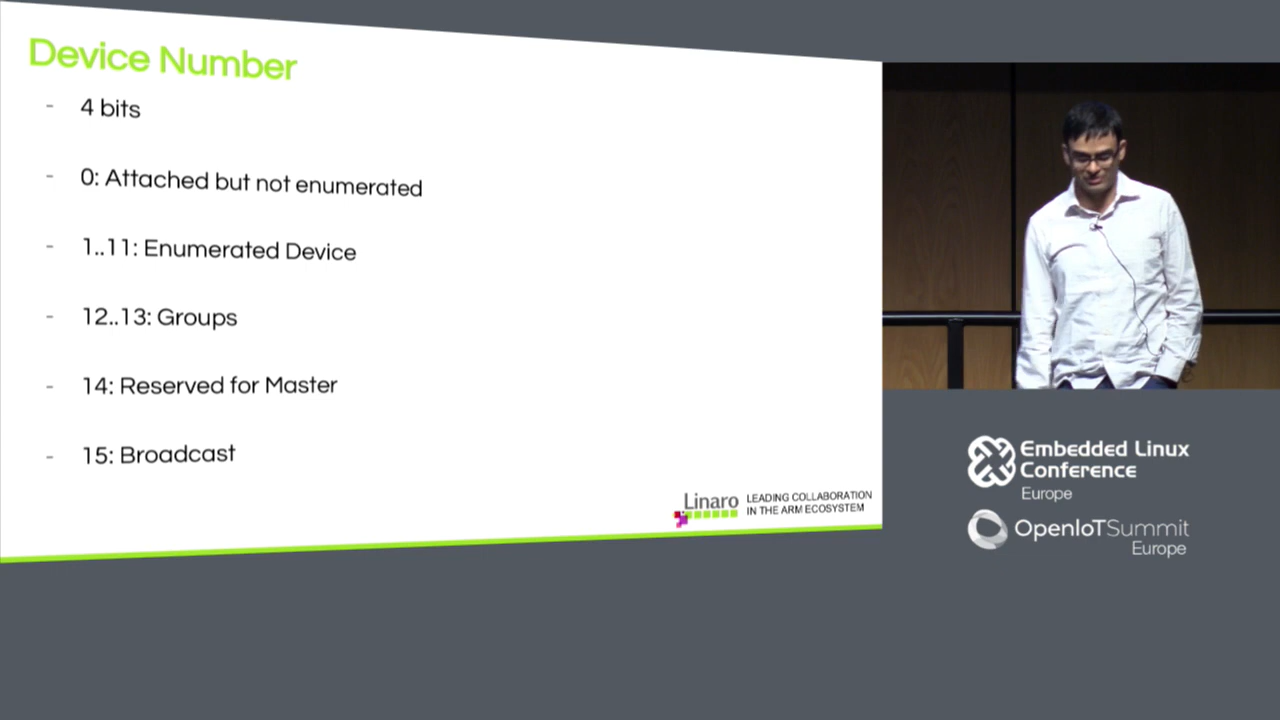 Device Number
- 4 bits
- 0: Attached but not enumerated
- 1..11: Enumerated Device
- 12..13: Groups
- 14: Reserved for Master
- 15: Broadcast
Linaro
LEADING COLLABORATION
IN THE ARM ECOSYSTEM
Embedded Linux
Conference
Europe
OpenIoTSummit
Europe